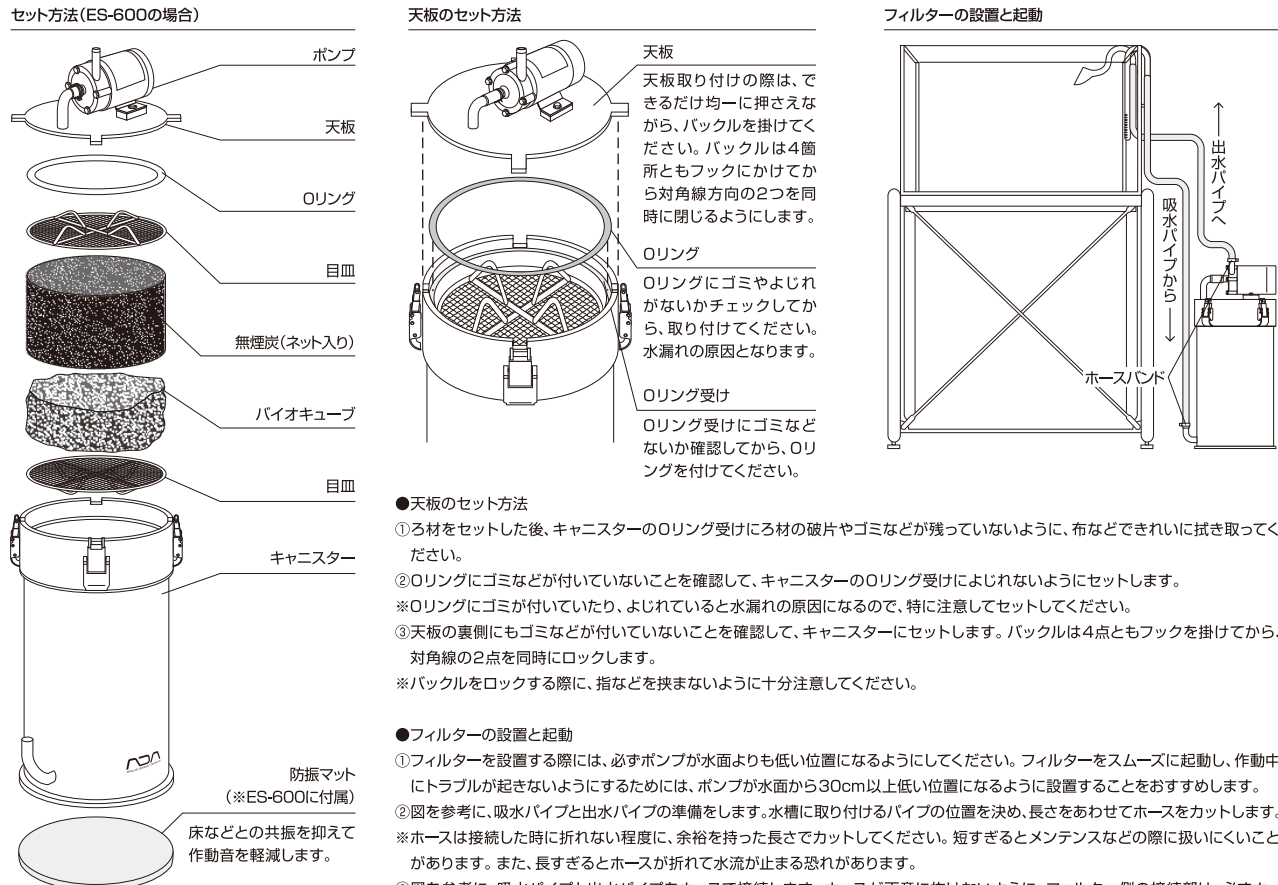 セット方法(ES-600の場合)
ポンプ
天板
Oリング
目皿
無煙炭(ネット入り)
バイオキューブ
目皿
キャニスター
ADA
防振マット
(※ES-600に付属)
床などとの共振を抑えて
作動音を軽減します。
天板のセット方法
天板
天板取り付けの際は、で
きるだけ均一に押さえな
がら、バックルを掛けてく
ださい。バックルは4箇
所ともフックにかけてか
ら対角線方向の2つを同
時に閉じるようにします。
Oリング
Oリングにゴミやよじれ
がないかチェックしてか
ら、取り付けてください。
水漏れの原因となります。
Oリング受け
Oリング受けにゴミなど
ないか確認してから、Oリ
ングを付けてください。
フィルターの設置と起動
出水パイプへ
吸水パイプから
ホースバンド
●天板のセット方法
①ろ材をセットした後、キャニスターのOリング受けにろ材の破片やゴミなどが残っていないように、布などできれいに拭き取ってく
ださい。
②Oリングにゴミなどが付いていないことを確認して、キャニスターのOリング受けによじれないようにセットします。
※Oリングにゴミが付いていたり、よじれていると水漏れの原因になるので、特に注意してセットしてください。
③天板の裏側にもゴミなどが付いていないことを確認して、キャニスターにセットします。バックルは4点ともフックを掛けてから、
対角線の2点を同時にロックします。
※バックルをロックする際に、指などを挟まないように十分注意してください。
●フィルターの設置と起動
①フィルターを設置する際には、必ずポンプが水面よりも低い位置になるようにしてください。フィルターをスムーズに起動し、作動中
にトラブルが起きないようにするためには、ポンプが水面から30cm以上低い位置になるように設置することをおすすめします。
②図を参考に、吸水パイプと出水パイプの準備をします。水槽に取り付けるパイプの位置を決め、長さをあわせてホースをカットします。
※ホースは接続した時に折れない程度に、余裕を持った長さでカットしてください。短すぎるとメンテンスなどの際に扱いにくいこと
があります。また、長すぎるとホースが折れて水流が止まる恐れがあります。